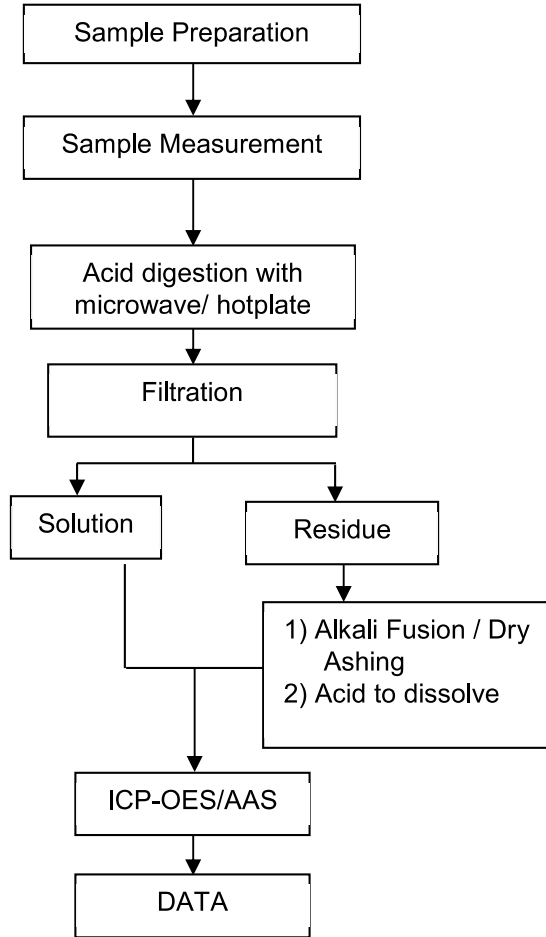 Sample Preparation
Sample Measurement
Acid digestion with
microwave/ hotplate
Filtration
Solution
Residue
1) Alkali Fusion / Dry
Ashing
2) Acid to dissolve
ICP-OES/AAS
DATA